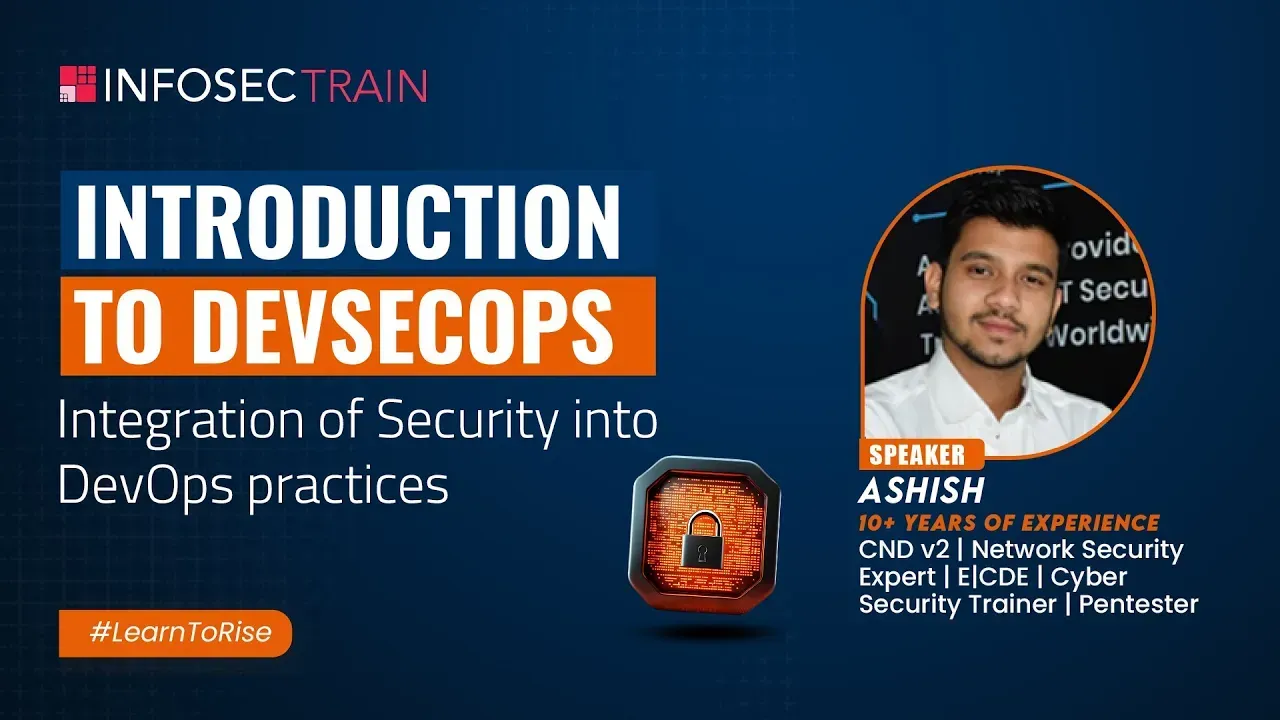 INFOSECTRAIN
INTRODUCTION
TO DEVSECOPS
Integration of Security into
DevOps practices
#LearnToRise
T Secu
SPEAKER
ASHISH
10+ YEARS OF EXPERIENCE
CND v2 | Network Security
Expert | E|CDE | Cyber
Security Trainer | Pentester